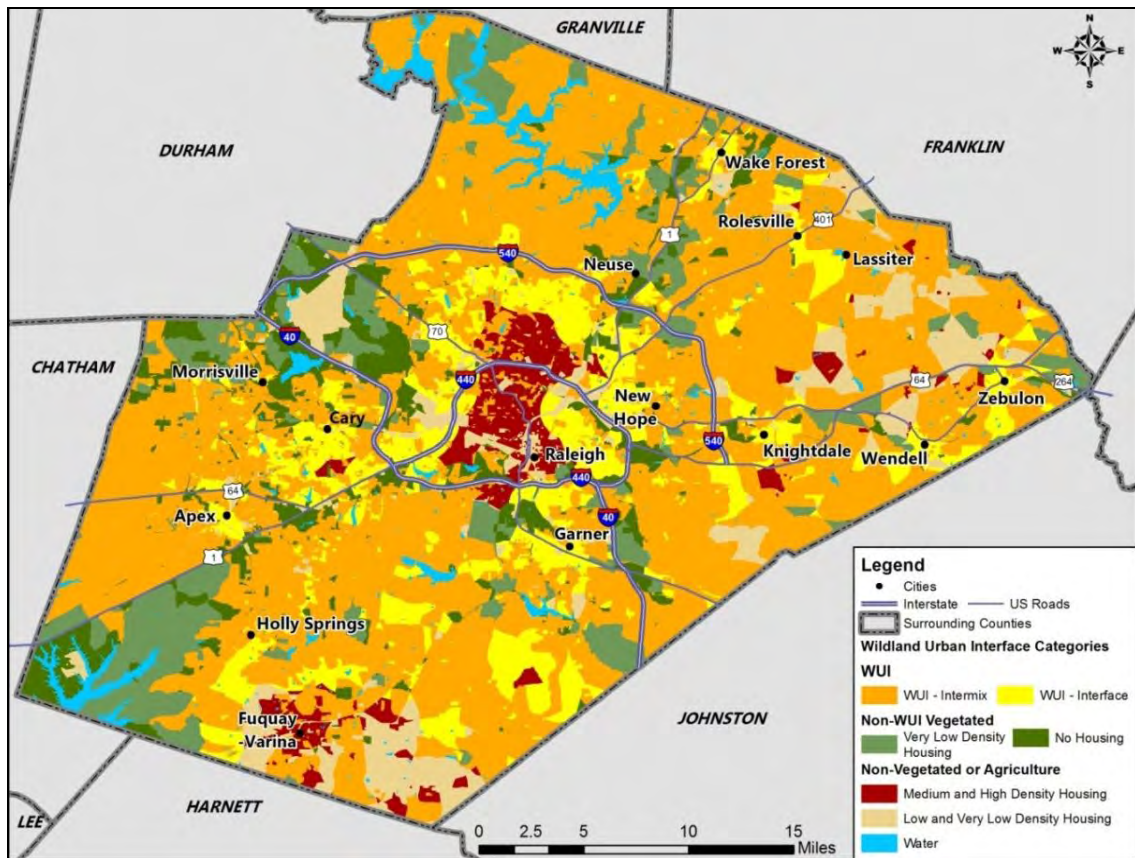 GRANVILLE
N
W E
S
DURHAM
FRANKLIN
Wake Forest
401
Rolesville
1
540
Lassiter
Neuse
40
70
CHATHAM
Morrisville
440
64
264
New
Hope
Zebulon
Cary
540
Knightdale
Wendell
Raleigh
440
64
Apex
40
Garner
1
Holly Springs
Fuquay
-Varina
JOHNSTON
HARNETT
LEE
0 2.5 5 10 15
Miles
Legend
Cities
Interstate US Roads
Surrounding Counties
Wildland Urban Interface Categories
WUI
WUI - Intermix WUI - Interface
Non-WUI Vegetated
Very Low Density
Housing
No Housing
Non-Vegetated or Agriculture
Medium and High Density Housing
Low and Very Low Density Housing
Water